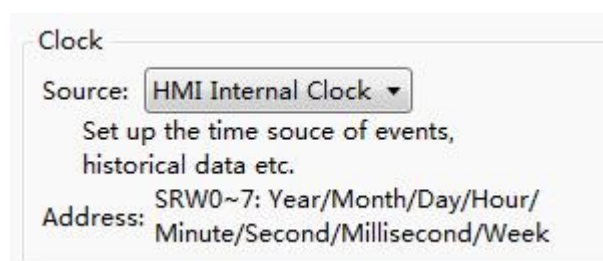 Clock
Source: HMI Internal Clock
Set up the time souce of events,
historical data etc.
Address: SRW0~7: Year/Month/Day/Hour/
Minute/Second/Millisecond/Week